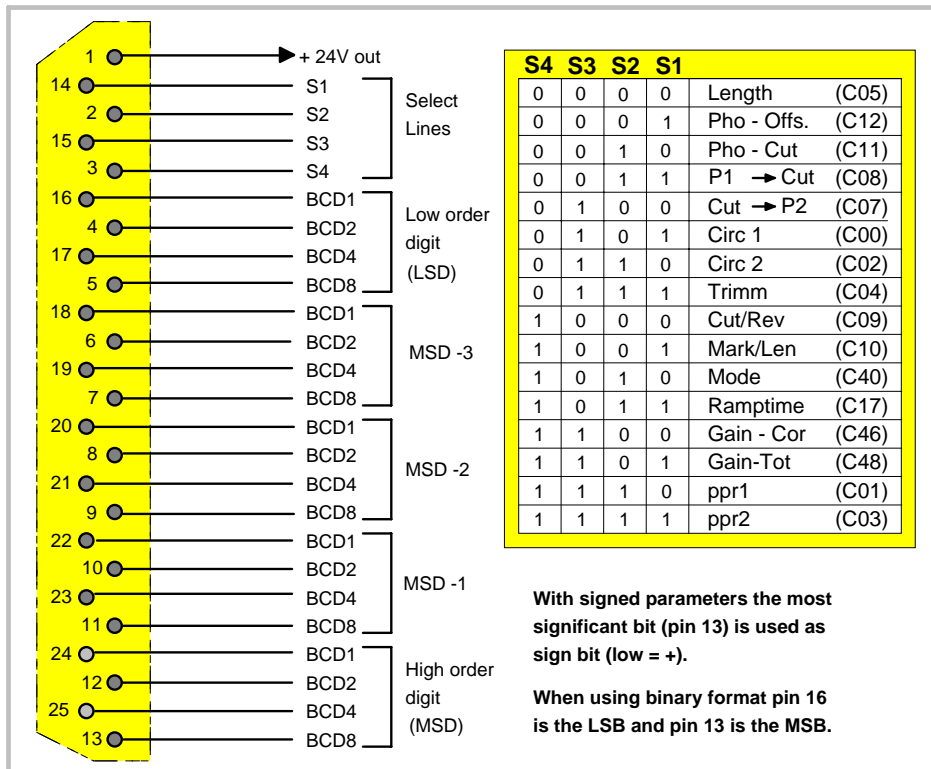 1 + 24V out
14 S1
2 S2
15 S3
3 S4
Select
Lines
16 BCD1
4 BCD2
17 BCD4
5 BCD8
Low order
digit
(LSD)
18 BCD1
6 BCD2
19 BCD4
7 BCD8
MSD -3
20 BCD1
8 BCD2
21 BCD4
9 BCD8
MSD -2
22 BCD1
10 BCD2
23 BCD4
11 BCD8
MSD -1
24 BCD1
12 BCD2
25 BCD4
13 BCD8
High order
digit
(MSD)
S4 S3 S2 S1
0 0 0 0 Length (C05)
0 0 0 1 Pho - Offs. (C12)
0 0 1 0 Pho - Cut (C11)
0 0 1 1 P1 → Cut (C08)
0 1 0 0 Cut → P2 (C07)
0 1 0 1 Circ 1 (C00)
0 1 1 0 Circ 2 (C02)
0 1 1 1 Trimm (C04)
1 0 0 0 Cut/Rev (C09)
1 0 0 1 Mark/Len (C10)
1 0 1 0 Mode (C40)
1 0 1 1 Ramptime (C17)
1 1 0 0 Gain - Cor (C46)
1 1 0 1 Gain-Tot (C48)
1 1 1 0 ppr1 (C01)
1 1 1 1 ppr2 (C03)
With signed parameters the most
significant bit (pin 13) is used as
sign bit (low = +).
When using binary format pin 16
is the LSB and pin 13 is the MSB.